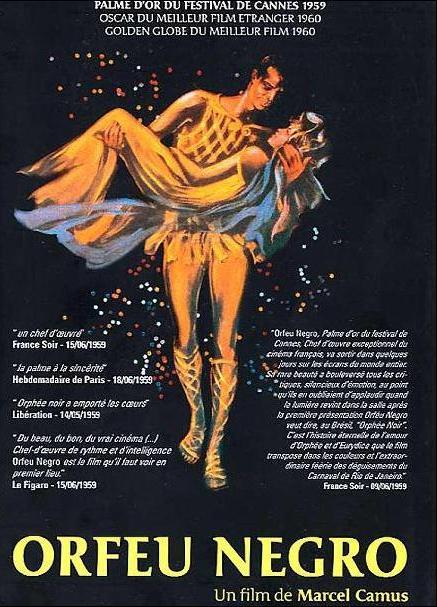 PALME D'OR DU FESTIVAL DE CANNES 1959
OSCAR DU MEILLEUR FILM ETRANGER 1960
GOLDEN GLOBE DU MEILLEUR FILM 1960
"un chef d'œuvre"
France Soir - 15/06/1959
"la palme à la sincérité"
Hebdomadaire de Paris - 18/06/1959
"Orphée noir a emporté les cœurs"
Libération - 14/05/1959
"Du beau, du bon, du vrai cinéma (...)
Chef-d'œuvre de rythme et d'intelligence
Orfeu Negro est le film qu'il faut voir en
premier lieu."
Le Figaro - 15/06/1959
"Orfeu Negro, Palme d'or du festival de
Cannes, Chef d'œuvre exceptionnel du
cinéma français, va sortir dans quelques
jours sur les écrans du monde entier.
Sa rare beauté a bouleversé tous les cri-
tiques, silencieux d'émotion, au point
qu'ils en oubliaient d'applaudir quand
la lumière revint dans la salle après
la première présentation Orféo Negro
veut dire, au Brésil, "Orphée Noir".
C'est l'histoire éternelle de l'amour
d'Orphée et d'Eurydice que le film
transpose dans les couleurs et l'extraor-
dinaire féérie des déguisements du
Carnaval de Rio de Janeiro."
France Soir - 09/06/1959
ORFEU NEGRO
Un film de Marcel Camus